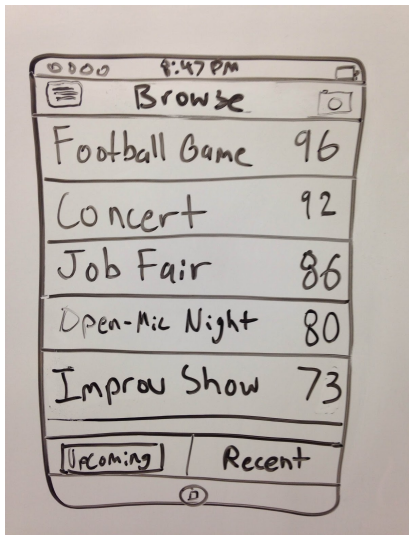 8:47 PM
Browse
Football Game 96
Concert 92
Job Fair 86
Open-Mic Night 80
Improv Show 73
Upcoming Recent